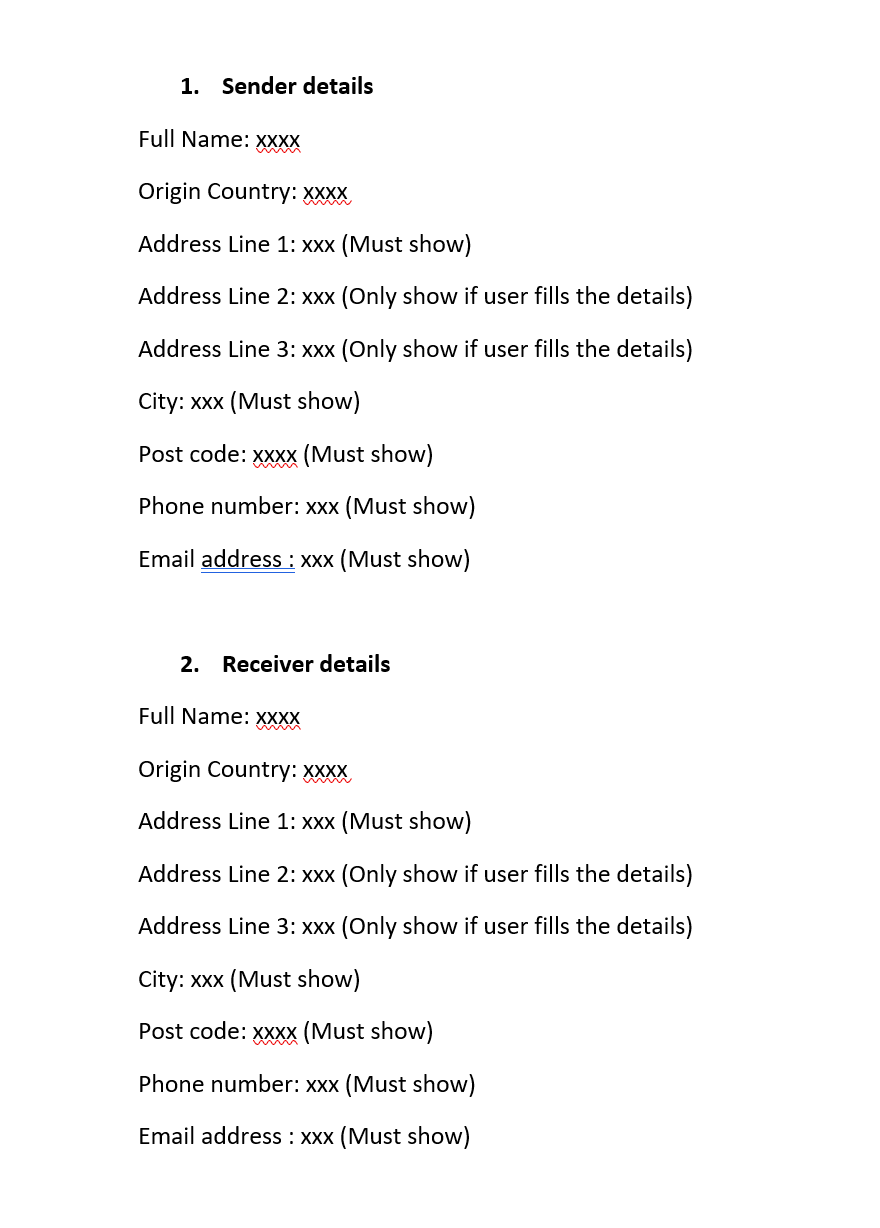 1. Sender details
Full Name: xxxx
Origin Country: xxxx
Address Line 1: xxx (Must show)
Address Line 2: xxx (Only show if user fills the details)
Address Line 3: xxx (Only show if user fills the details)
City: xxx (Must show)
Post code: xxxx (Must show)
Phone number: xxx (Must show)
Email address : xxx (Must show)
2. Receiver details
Full Name: xxxx
Origin Country: xxxx
Address Line 1: xxx (Must show)
Address Line 2: xxx (Only show if user fills the details)
Address Line 3: xxx (Only show if user fills the details)
City: xxx (Must show)
Post code: xxxx (Must show)
Phone number: xxx (Must show)
Email address : xxx (Must show)